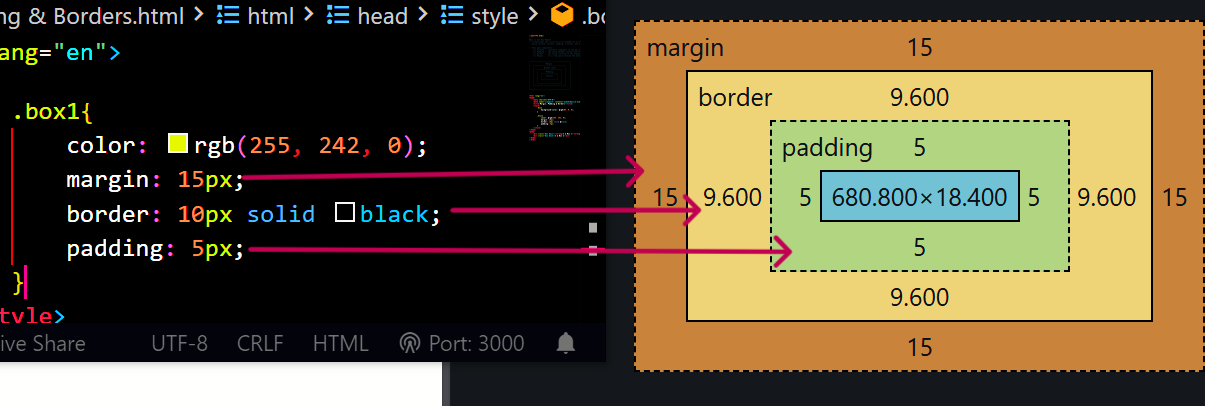 ng & Borders.html > html > head > style > .bo
ang="en">
.box1{
color: rgb(255, 242, 0);
margin: 15px;
border: 10px solid black;
padding: 5px;
}
tyle>
ive Share UTF-8 CRLF HTML Port: 3000
margin 15
border 9.600
padding 5
15 9.600 5 680.800×18.400 5 9.600 15
5
9.600
15